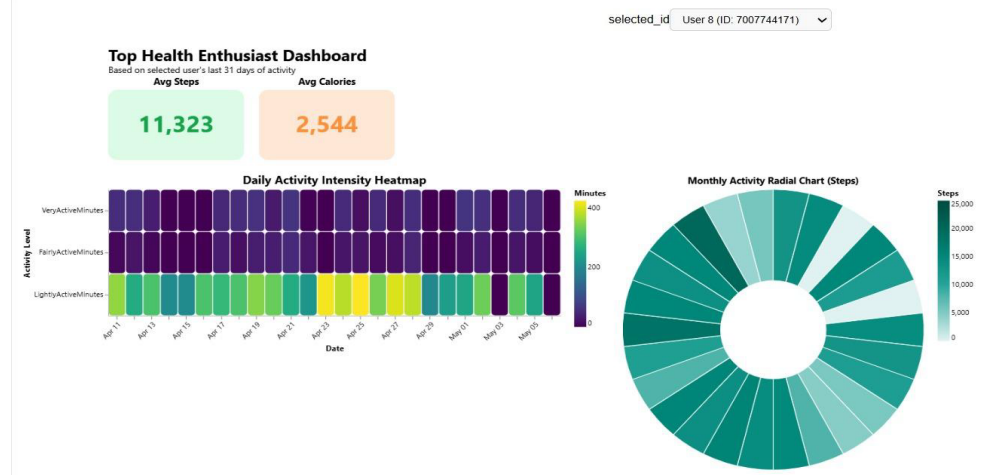 selected_id User 8 (ID: 7007744171)
Top Health Enthusiast Dashboard
Based on selected user's last 31 days of activity
Avg Steps
Avg Calories
11,323
2,544
Daily Activity Intensity Heatmap
Activity Level
VeryActiveMinutes
FairlyActiveMinutes
LightlyActiveMinutes
Apr 11
Apr 13
Apr 15
Apr 17
Apr 19
Apr 21
Apr 23
Apr 25
Apr 27
Apr 29
May 01
May 03
May 05
Date
Minutes
400
200
0
Monthly Activity Radial Chart (Steps)
Steps
25,000
20,000
15,000
10,000
5,000
0